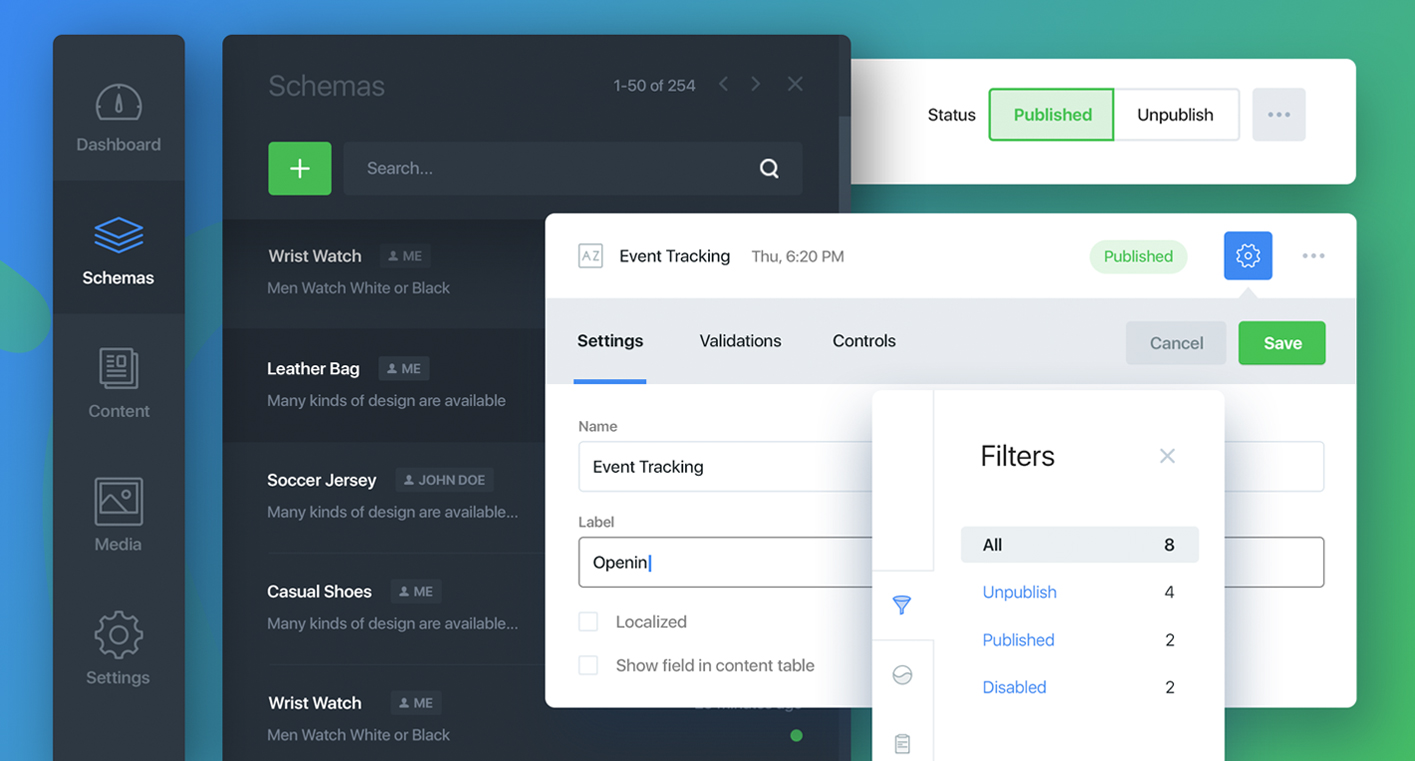 Dashboard
Schemas
Content
Media
Settings
Schemas
1-50 of 254
Search...
Wrist Watch ME
Men Watch White or Black
Leather Bag ME
Many kinds of design are available
Soccer Jersey JOHN DOE
Many kinds of design are available...
Casual Shoes ME
Many kinds of design are available...
Wrist Watch ME
Men Watch White or Black
Status Published Unpublish
AZ Event Tracking Thu, 6:20 PM Published
Settings Validations Controls Cancel Save
Name
Event Tracking
Label
Openin
Localized
Show field in content table
Filters
All 8
Unpublish 4
Published 2
Disabled 2